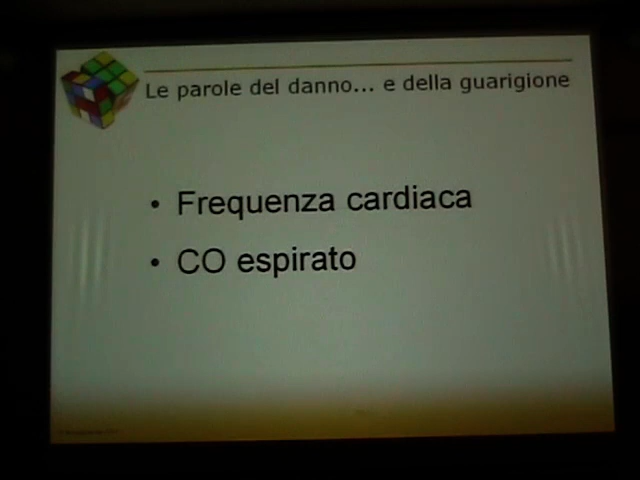 Le parole del danno... e della guarigione
• Frequenza cardiaca
• CO espirato